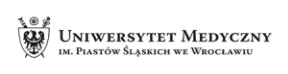 Uniwersytet Medyczny
im. Piastów Śląskich we Wrocławiu